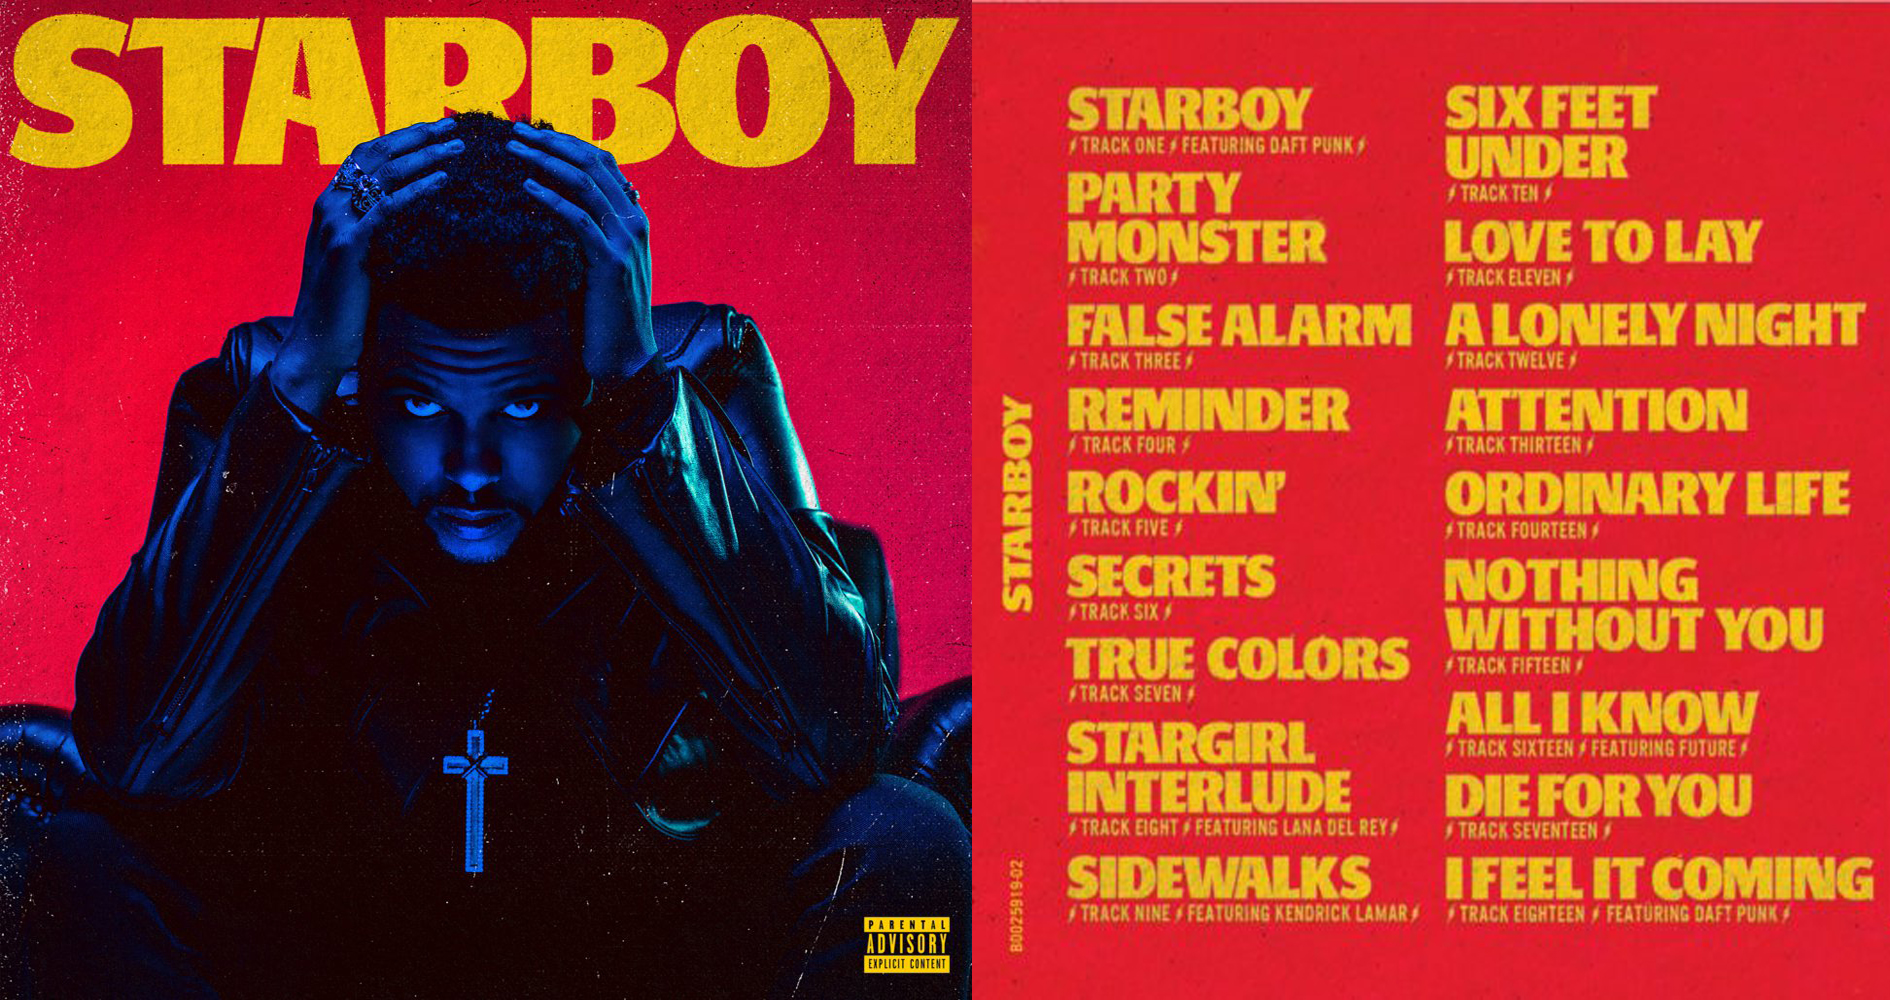 STARBOY
PARENTAL
ADVISORY
EXPLICIT CONTENT
STARBOY
B0025919-02
STARBOY
TRACK ONE FEATURING DAFT PUNK
PARTY
MONSTER
TRACK TWO
FALSE ALARM
TRACK THREE
REMINDER
TRACK FOUR
ROCKIN'
TRACK FIVE
SECRETS
TRACK SIX
TRUE COLORS
TRACK SEVEN
STARGIRL
INTERLUDE
TRACK EIGHT FEATURING LANA DEL REY
SIDEWALKS
TRACK NINE FEATURING KENDRICK LAMAR
SIX FEET
UNDER
TRACK TEN
LOVE TO LAY
TRACK ELEVEN
A LONELY NIGHT
TRACK TWELVE
ATTENTION
TRACK THIRTEEN
ORDINARY LIFE
TRACK FOURTEEN
NOTHING
WITHOUT YOU
TRACK FIFTEEN
ALL I KNOW
TRACK SIXTEEN FEATURING FUTURE
DIE FOR YOU
TRACK SEVENTEEN
I FEEL IT COMING
TRACK EIGHTEEN FEATURING DAFT PUNK